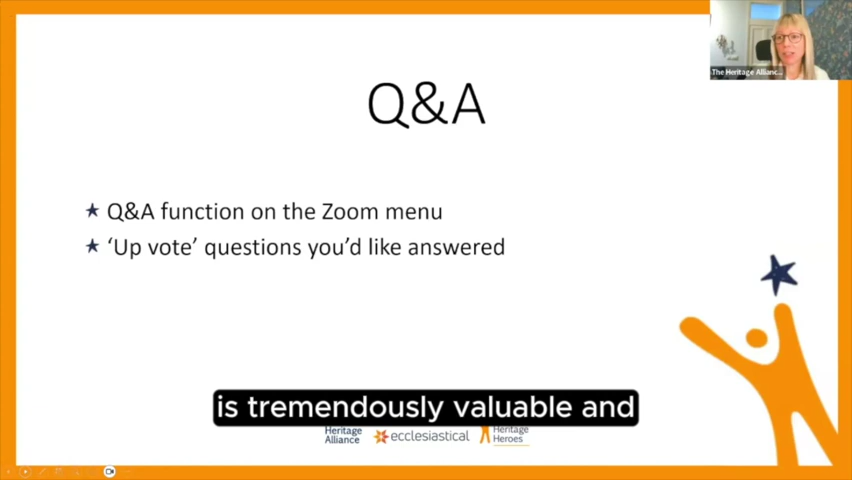 The Heritage Allianc...
Q&A
Q&A function on the Zoom menu
‘Up vote’ questions you’d like answered
is tremendously valuable and
Heritage
Alliance
ecclesiastical
Heritage
Heroes